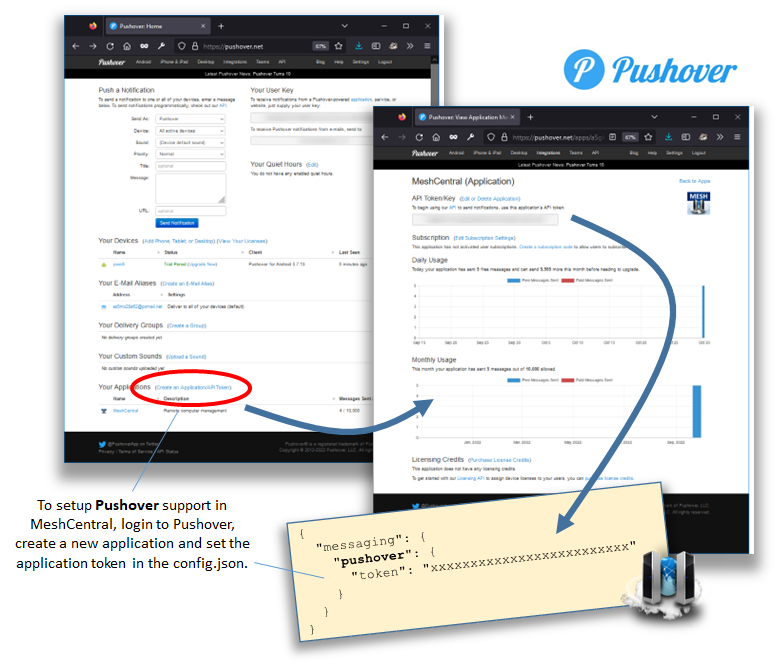 Pushover: Home
https://pushover.net
67%
Pushover Android iPhone & iPad Desktop Integrations Teams API Blog Help Settings Logout
Latest Pushover News: Pushover Turns 10
Push a Notification
To send a notification to one or all of your devices, enter a message
below. To send notifications programmatically, check out our API.
Send As: Pushover
Device: All active devices
Sound: (Device default sound)
Priority: Normal
Title: optional
Message:
URL: optional
Send Notification
Your User Key
To receive notifications from a Pushover-powered application, service, or
website, just supply your user key:
To receive Pushover notifications from e-mails, send to
Your Quiet Hours (Edit)
You do not have any enabled quiet hours.
Your Devices (Add Phone, Tablet, or Desktop) (View Your Licenses)
Name Status Client Last Seen
Trial Period (Upgrade Now) Pushover for Android 3.7.15 5 minutes ago
Your E-Mail Aliases (Create an E-Mail Alias)
Address Settings
Deliver to all of your devices (default)
Your Delivery Groups (Create a Group)
No delivery groups created yet.
Your Custom Sounds (Upload a Sound)
No custom sounds uploaded yet.
Your Applications (Create an Application/API Token)
Name Description Messages Sent
MeshCentral Remote computer management 4 / 10,000
@PushoverApp on Twitter
Privacy | Terms of Service | API Status
Pushover® is a registered trademark of
Copyright © 2012-2022 Pushover, LLC. All
Pushover
Pushover: View Application Me
https://pushover.net/apps/
67%
Pushover Android iPhone & iPad Desktop Integrations Teams API Blog Help Settings Logout
Latest Pushover News: Pushover Turns 10
MeshCentral (Application)
Back to Apps
API Token/Key (Edit or Delete Application)
To begin using our API to send notifications, use this application's API token:
MESH
Subscription (Edit Subscription Settings)
This application has not activated user subscriptions. Create a subscription code to allow users to subscribe
Daily Usage
Today your application has sent 5 free messages and can send 9,995 more this month before needing to upgrade.
Free Messages Sent Paid Messages Sent
Monthly Usage
This month your application has sent 5 messages out of 10,000 allowed.
Free Messages Sent Paid Messages Sent
Jan, 2022 Mar, 2022 May, 2022 Sep, 2022
Licensing Credits (Purchase License Credits)
This application does not have any licensing credits.
To get started with our Licensing API to assign device licenses to your users, you can purchase license credits.
To setup Pushover support in
MeshCentral, login to Pushover,
create a new application and set the
application token in the config.json.
{
"messaging": {
"pushover": {
"token": "xxxxxxxxxxxxxxxxxxxxxxxxx"
}
}
}